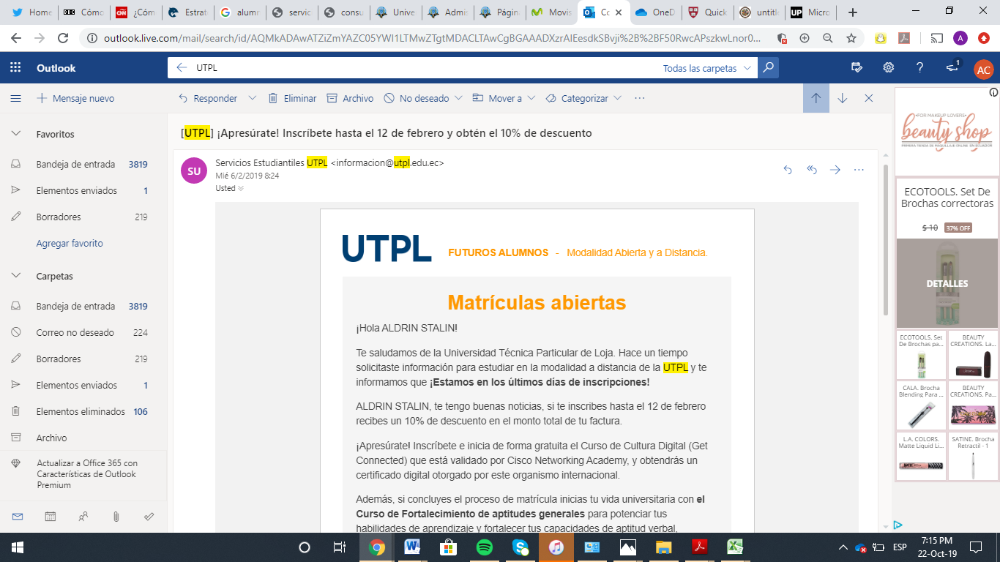 Home
Cómc
¿Cóm
Estrat
alumr
servic
consu
Unive
Admis
Págin
Movis
Co
OneD
Quick
untitle
Micro
outlook.live.com/mail/search/id/AQMkADAwATZiZmYAZC05YWI1LTMwZTgtMDACLTAwCgBGAAADXzrAlEesdkSBvji%2B%2BF50RwcAPszkwLnor0...
Outlook
UTPL
Todas las carpetas
1
AC
Mensaje nuevo
Responder
Eliminar
Archivo
No deseado
Mover a
Categorizar
Favoritos
Bandeja de entrada 3819
Elementos enviados 1
Borradores 219
Agregar favorito
Carpetas
Bandeja de entrada 3819
Correo no deseado 224
Borradores 219
Elementos enviados 1
Elementos eliminados 106
Archivo
Actualizar a Office 365 con
Características de Outlook
Premium
[UTPL] ¡Apresúrate! Inscríbete hasta el 12 de febrero y obtén el 10% de descuento
SU
Servicios Estudiantiles UTPL <informacion@utpl.edu.ec>
Mié 6/2/2019 8:24
Usted
UTPL
FUTUROS ALUMNOS - Modalidad Abierta y a Distancia.
Matrículas abiertas
¡Hola ALDRIN STALIN!
Te saludamos de la Universidad Técnica Particular de Loja. Hace un tiempo
solicitaste información para estudiar en la modalidad a distancia de la UTPL y te
informamos que ¡Estamos en los últimos días de inscripciones!
ALDRIN STALIN, te tengo buenas noticias, si te inscribes hasta el 12 de febrero
recibes un 10% de descuento en el monto total de tu factura.
¡Apresúrate! Inscríbete e inicia de forma gratuita el Curso de Cultura Digital (Get
Connected) que está validado por Cisco Networking Academy, y obtendrás un
certificado digital otorgado por este organismo internacional.
Además, si concluyes el proceso de matrícula inicias tu vida universitaria con el
Curso de Fortalecimiento de aptitudes generales para potenciar tus
habilidades de aprendizaje y fortalecer tus capacidades de aptitud verbal,
•FOR MAKEUP LOVERS•
beauty shop
PRIMERA TIENDA DE MAQUILLAJE ONLINE EN ECUADOR
ECOTOOLS. Set De
Brochas correctoras
$ 10
37% OFF
DETALLES
ECOTOOLS. Set
De Brochas pa...
BEAUTY
CREATIONS. La...
CALA. Brocha
Blending Para ...
BEAUTY
CREATIONS. Pa...
L.A. COLORS.
Matte Liquid Li...
SATINE. Brocha
Retractil - 1
ESP
7:15 PM
22-Oct-19